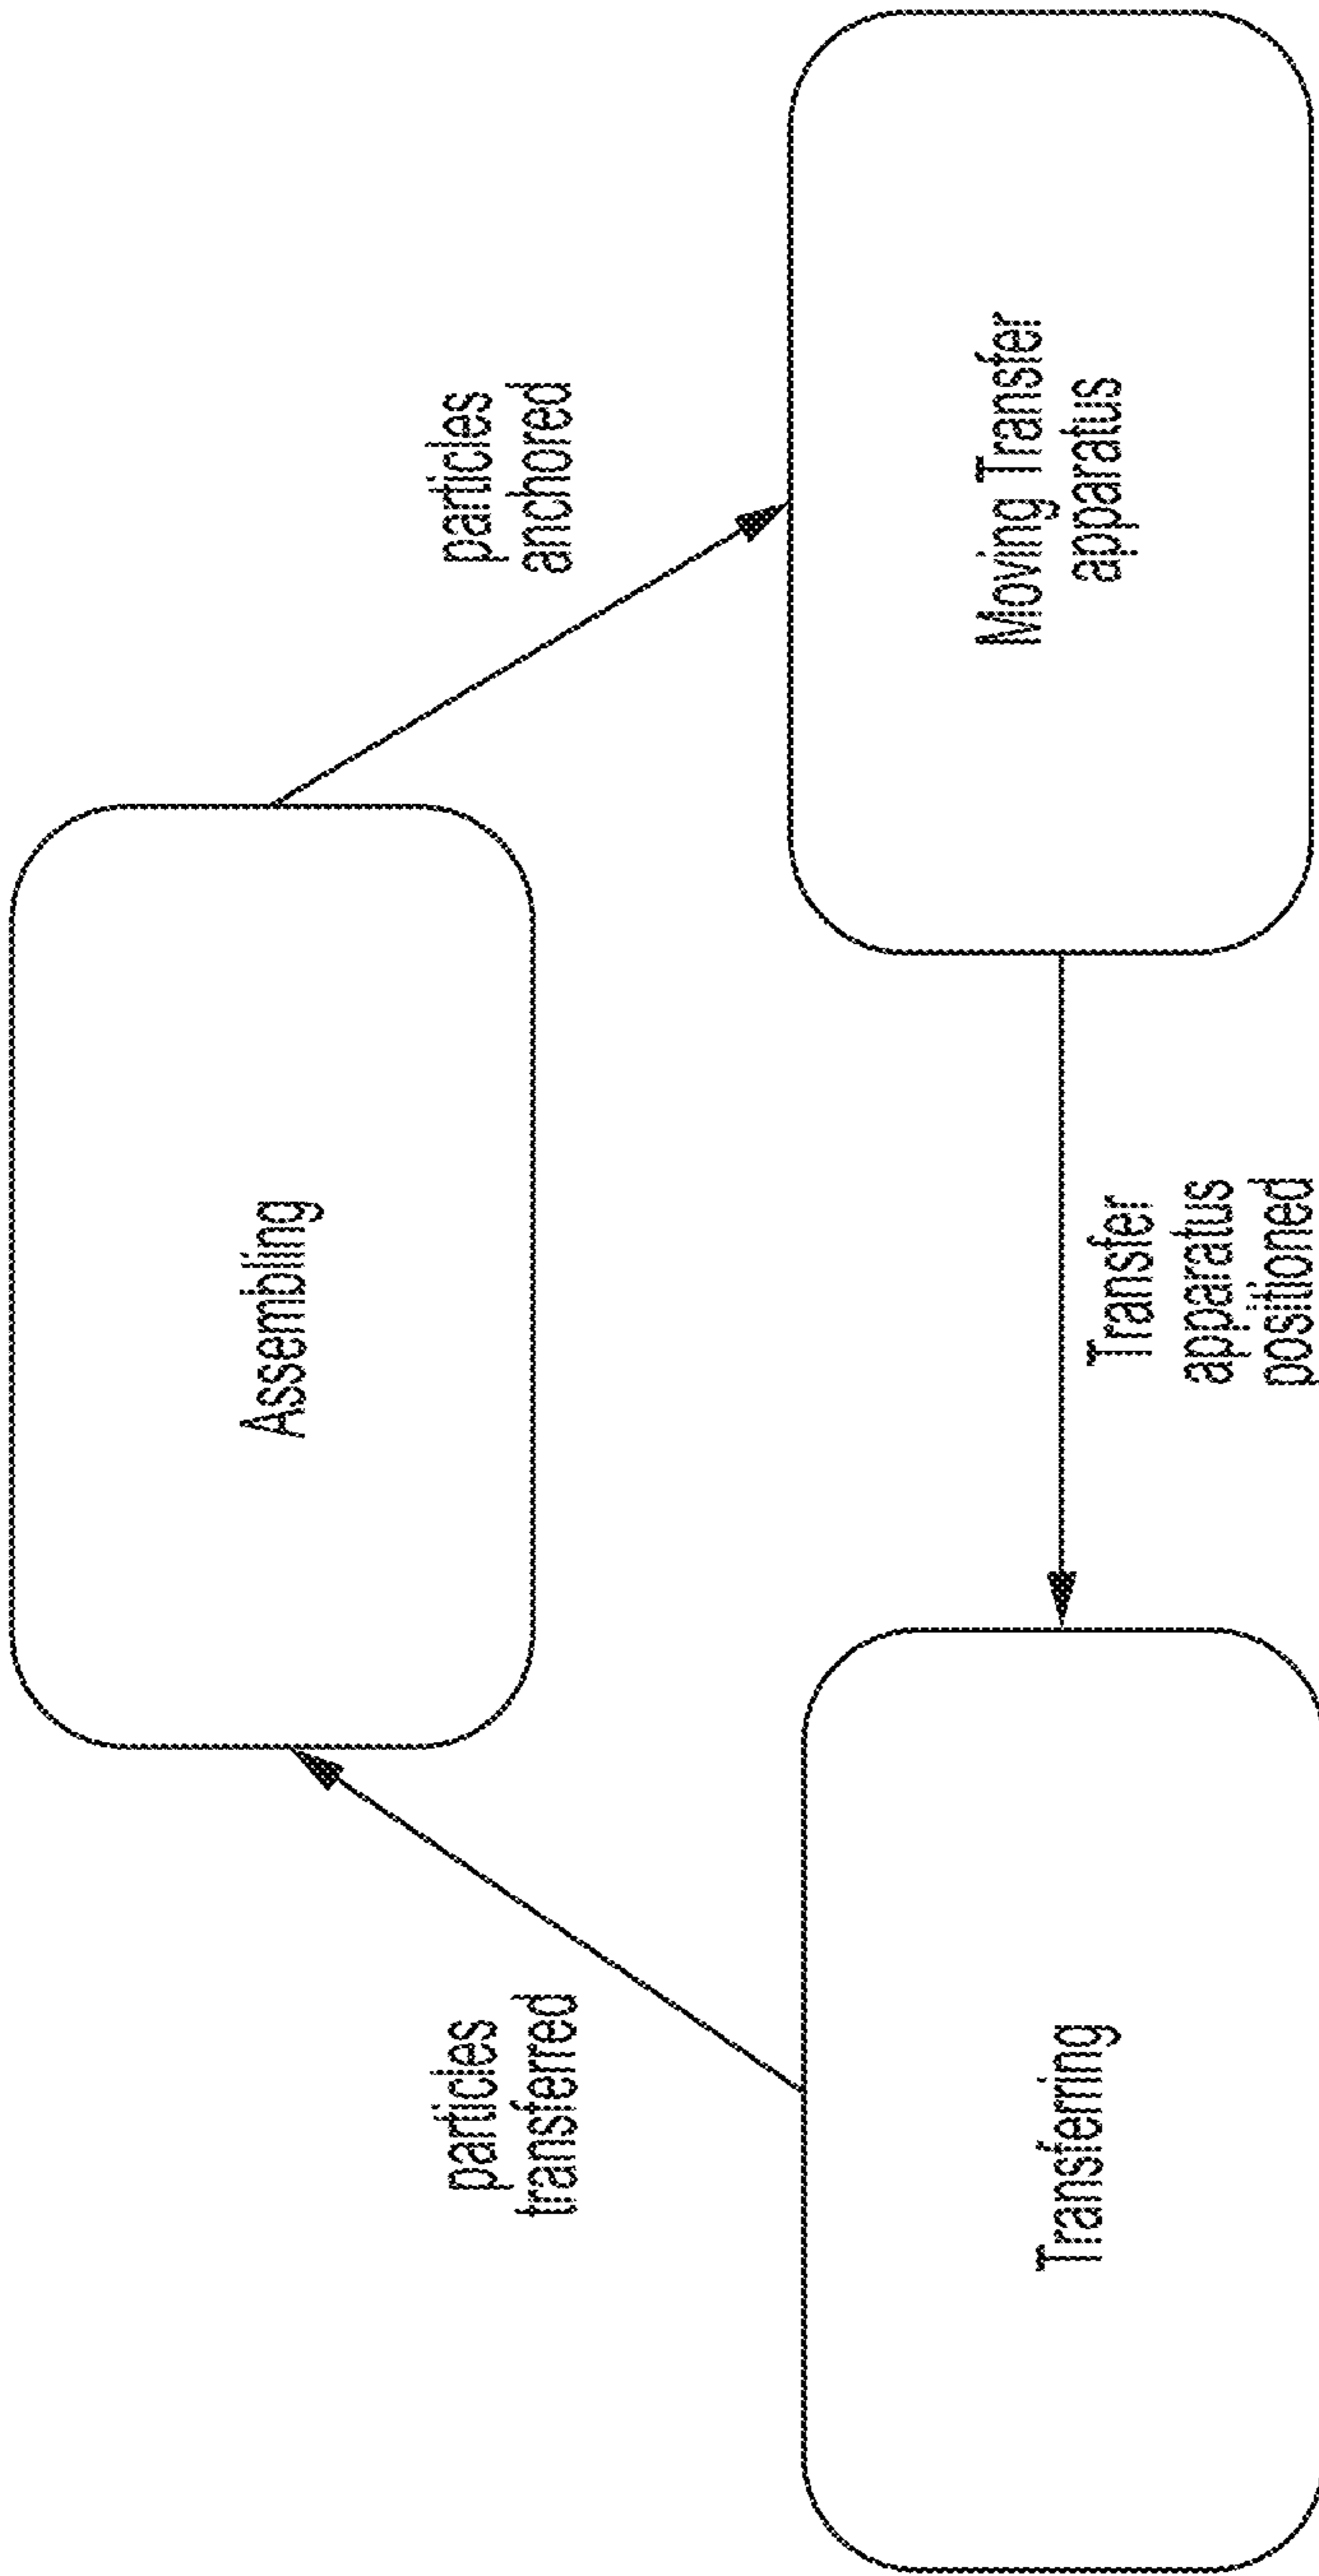 Assembling
particles
transferred
particles
anchored
Transferring
Transfer
apparatus
positioned
Moving Transfer
apparatus